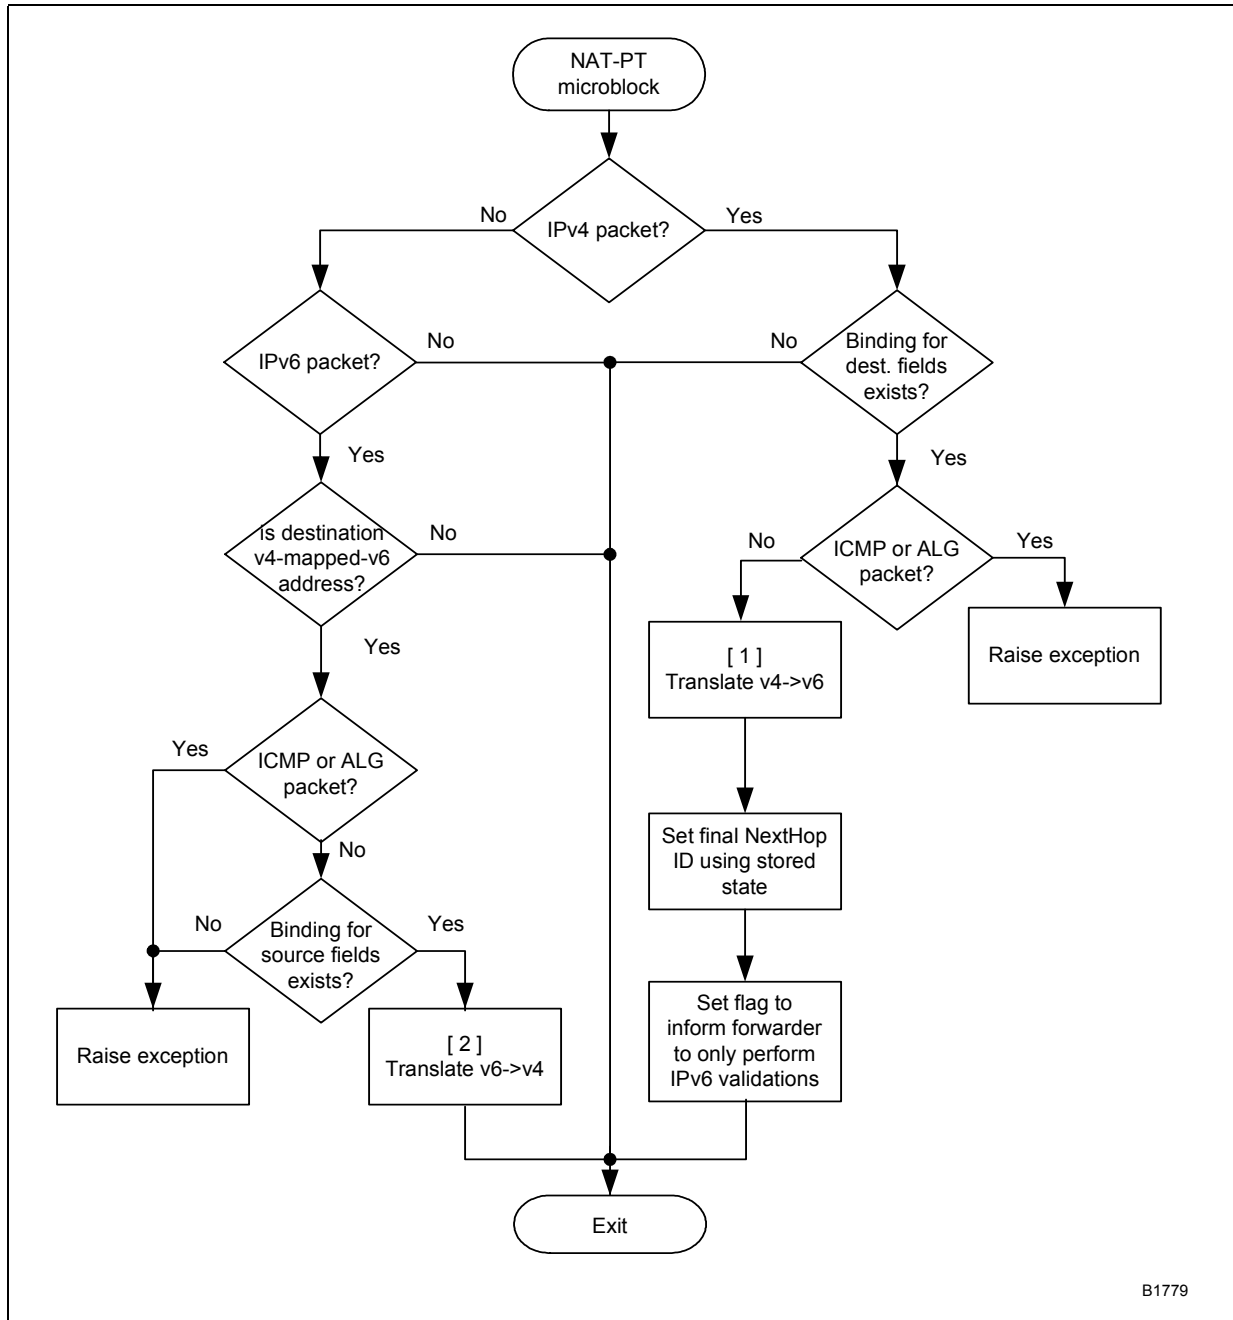 NAT-PT
microblock
IPv4 packet?
No
Yes
IPv6 packet?
No
No
Binding for
dest. fields
exists?
Yes
Yes
is destination
v4-mapped-v6
address?
No
No
ICMP or ALG
packet?
Yes
Yes
[ 1 ]
Translate v4->v6
Raise exception
Yes
ICMP or ALG
packet?
No
Set final NextHop
ID using stored
state
No
Binding for
source fields
exists?
Yes
Raise exception
[ 2 ]
Translate v6->v4
Set flag to
inform forwarder
to only perform
IPv6 validations
Exit
B1779